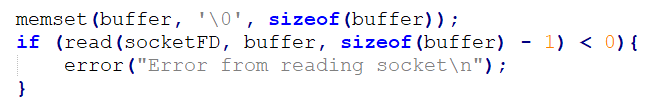 memset(buffer, '\0', sizeof(buffer));
if (read(socketFD, buffer, sizeof(buffer) - 1) < 0){
    error("Error from reading socket\n");
}